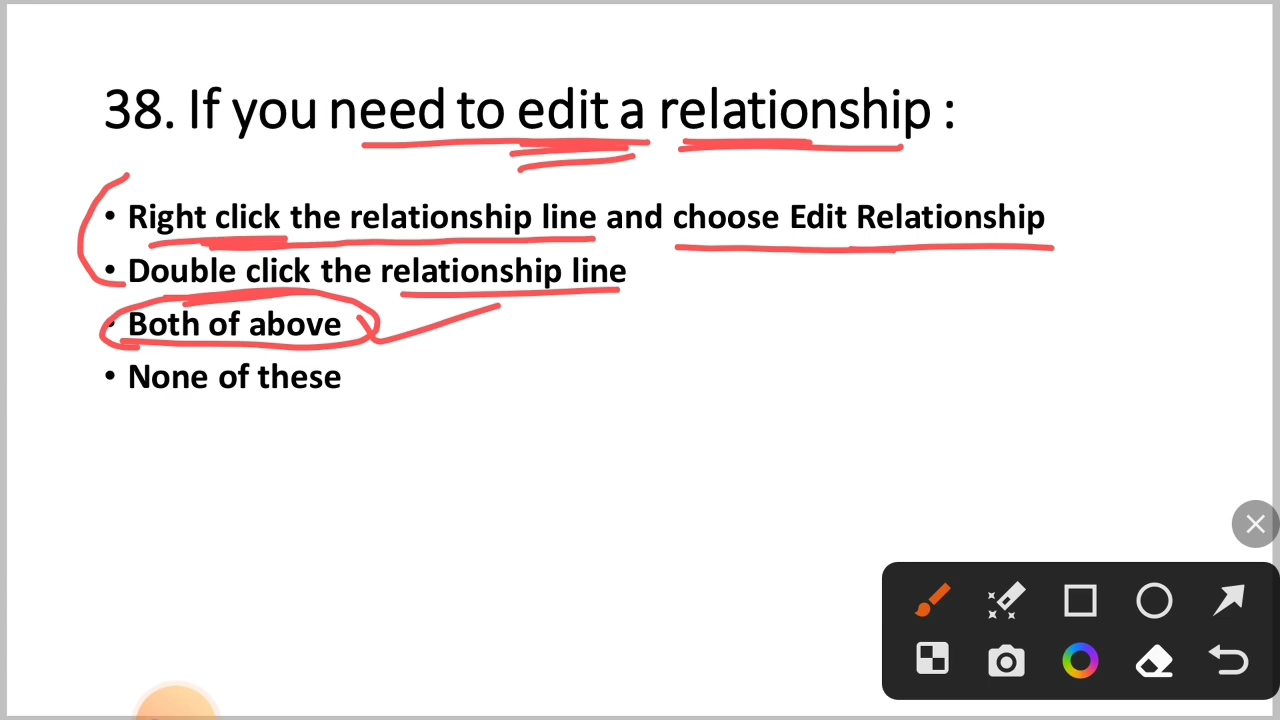 38. If you need to edit a relationship :
• Right click the relationship line and choose Edit Relationship
• Double click the relationship line
• Both of above
• None of these